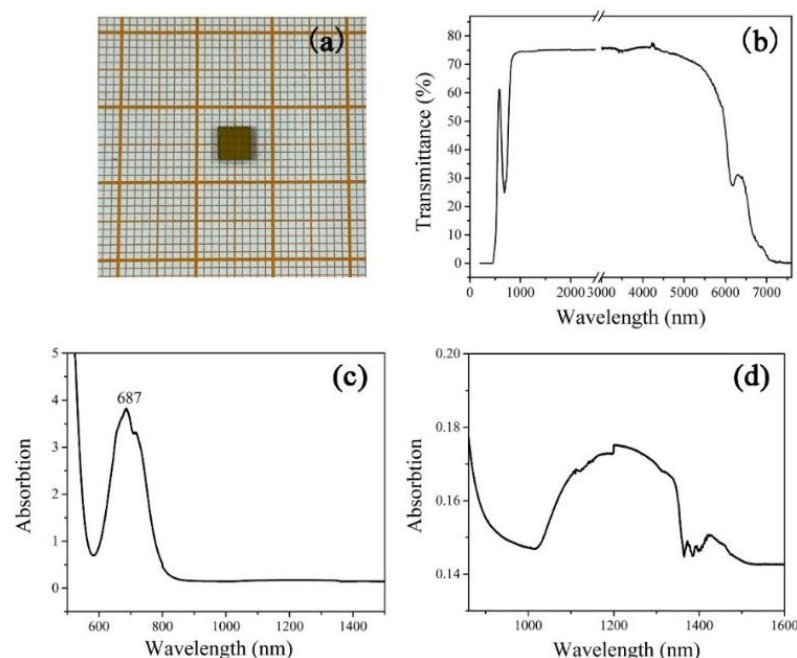 (a)
(b)
80
70
60
50
40
30
20
10
0
Transmittance (%)
0 1000 2000 3000 4000 5000 6000 7000
Wavelength (nm)
(c)
687
5
4
3
2
1
0
Absorbtion
600 800 1000 1200 1400
Wavelength (nm)
(d)
0.20
0.18
0.16
0.14
Absorbtion
1000 1200 1400 1600
Wavelength (nm)